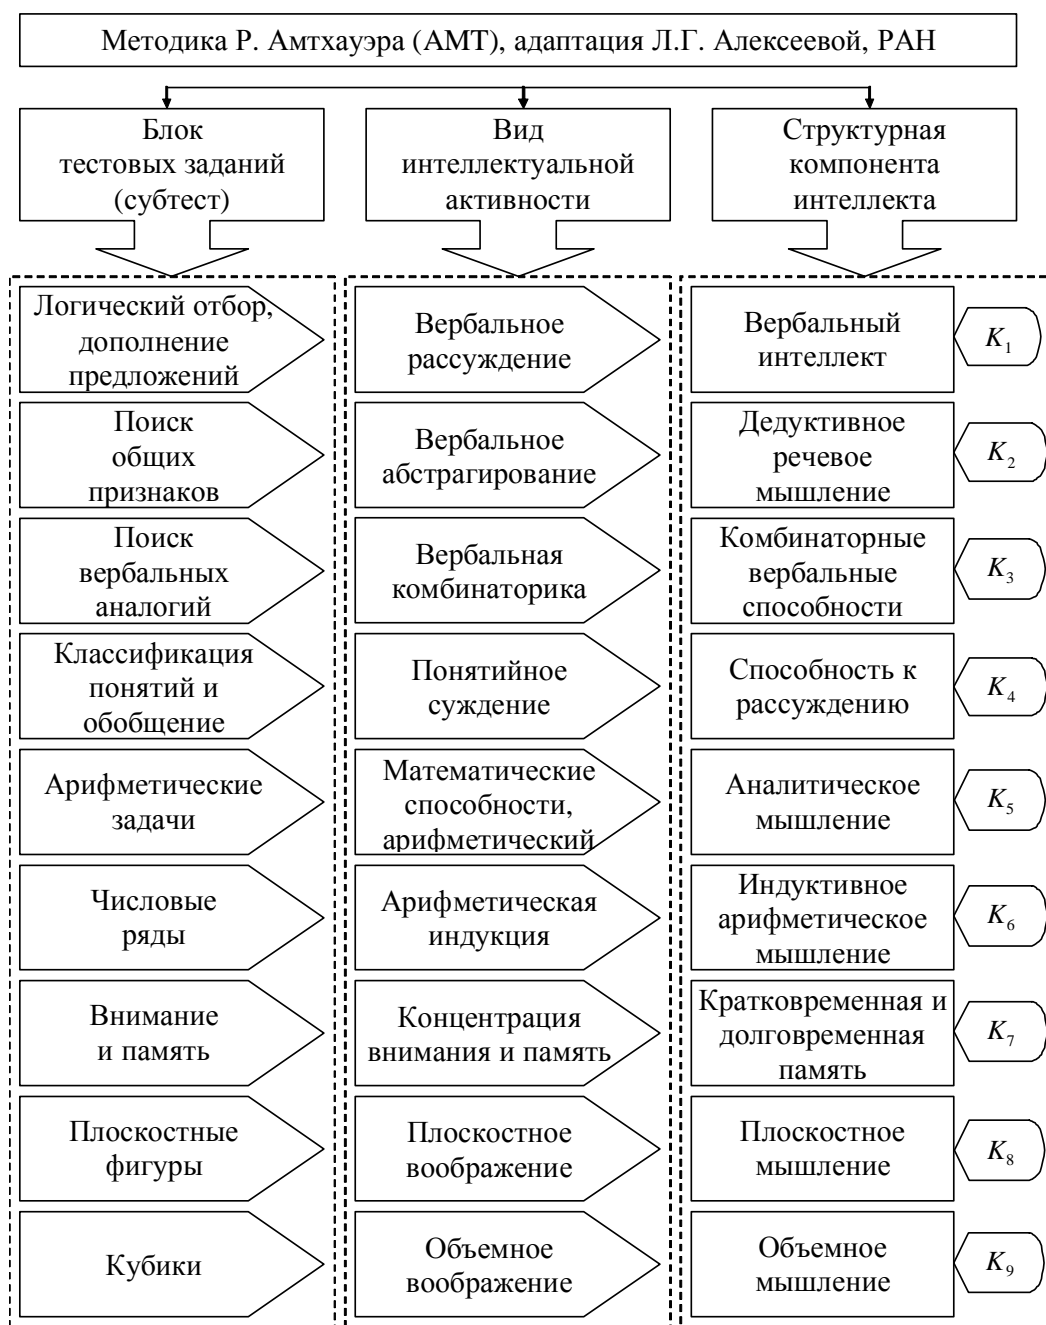 Методика Р. Амтхауэра (АМТ), адаптация Л.Г. Алексеевой, РАН
Блок
тестовых заданий
(субтест)
Вид
интеллектуальной
активности
Структурная
компонента
интеллекта
Логический отбор,
дополнение
предложений
Вербальное
рассуждение
Вербальный
интеллект
K1
Поиск
общих
признаков
Вербальное
абстрагирование
Дедуктивное
речевое
мышление
K2
Поиск
вербальных
аналогий
Вербальная
комбинаторика
Комбинаторные
вербальные
способности
K3
Классификация
понятий и
обобщение
Понятийное
суждение
Способность к
рассуждению
K4
Арифметические
задачи
Математические
способности,
арифметический
Аналитическое
мышление
K5
Числовые
ряды
Арифметическая
индукция
Индуктивное
арифметическое
мышление
K6
Внимание
и память
Концентрация
внимания и память
Кратковременная и
долговременная
память
K7
Плоскостные
фигуры
Плоскостное
воображение
Плоскостное
мышление
K8
Кубики
Объемное
воображение
Объемное
мышление
K9